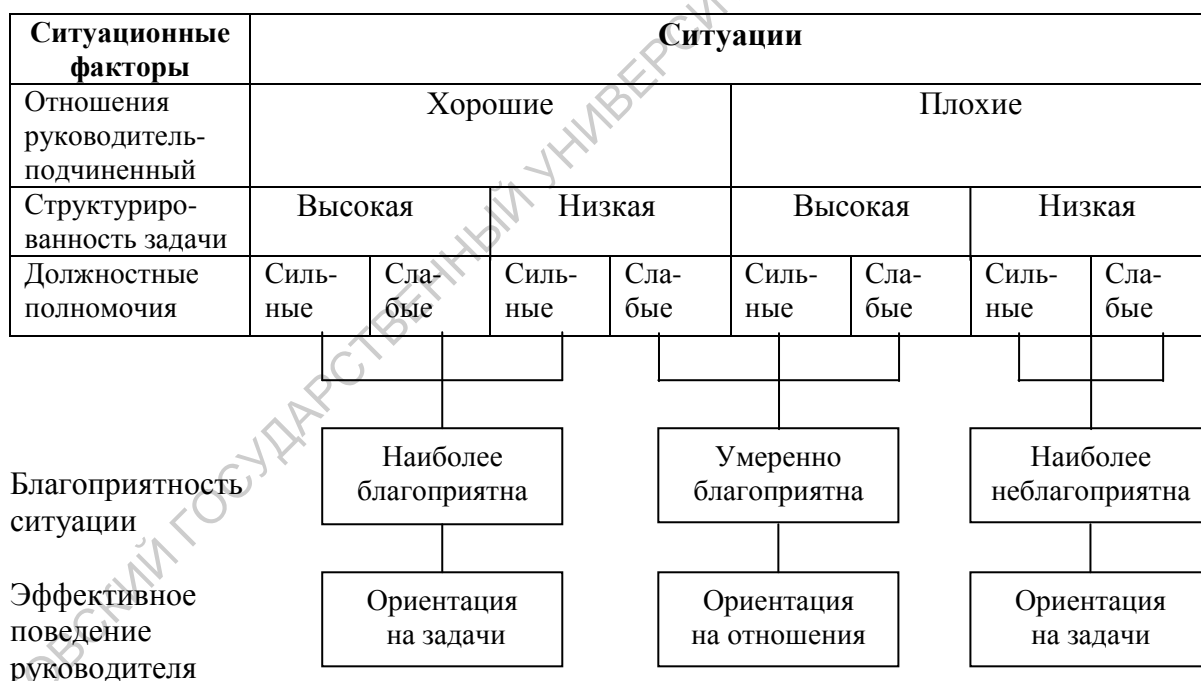 Ситуационные
факторы
Ситуации
Отношения
руководитель-
подчиненный
Хорошие
Плохие
Структуриро-
ванность задачи
Высокая
Низкая
Высокая
Низкая
Должностные
полномочия
Силь-
ные
Сла-
бые
Силь-
ные
Сла-
бые
Силь-
ные
Сла-
бые
Силь-
ные
Сла-
бые
Благоприятность
ситуации
Наиболее
благоприятна
Умеренно
благоприятна
Наиболее
неблагоприятна
Эффективное
поведение
руководителя
Ориентация
на задачи
Ориентация
на отношения
Ориентация
на задачи
ГОСУДАРСТВЕННЫЙ